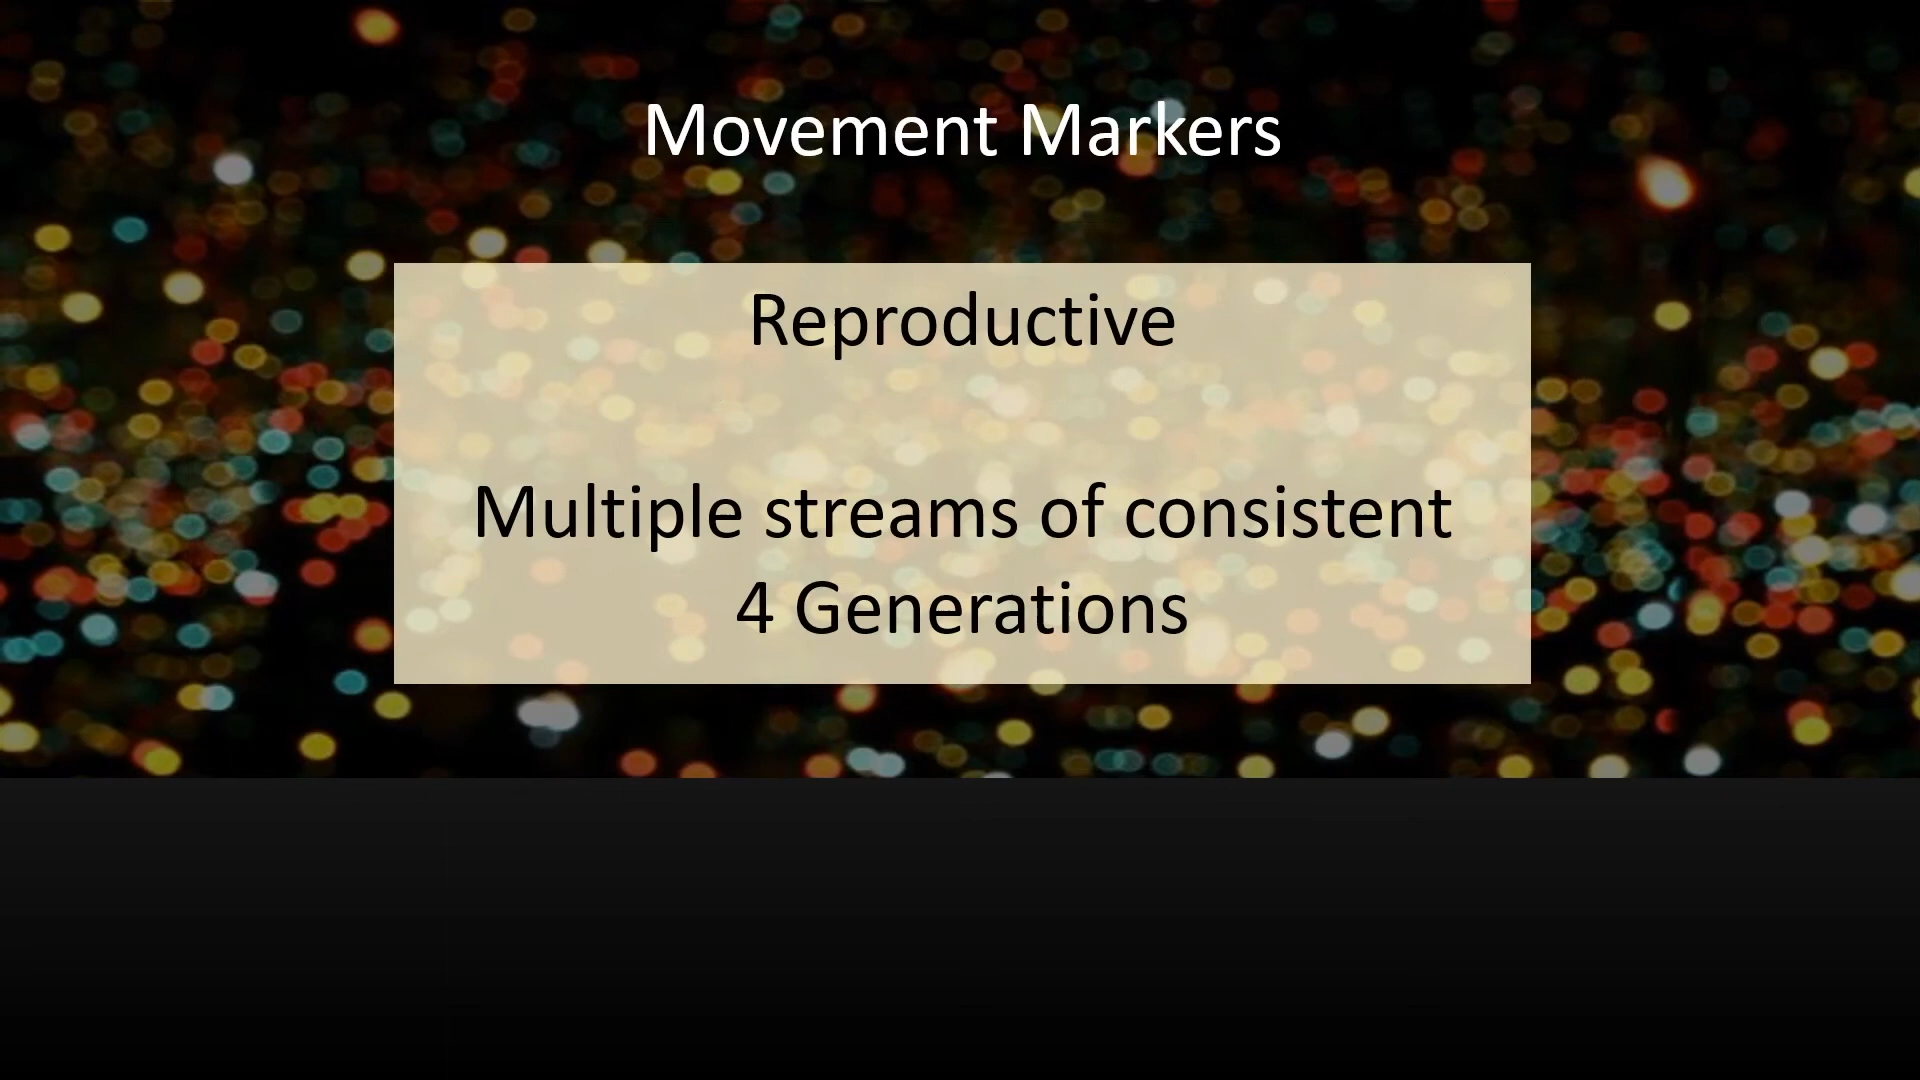 Movement Markers
Reproductive
Multiple streams of consistent
4 Generations